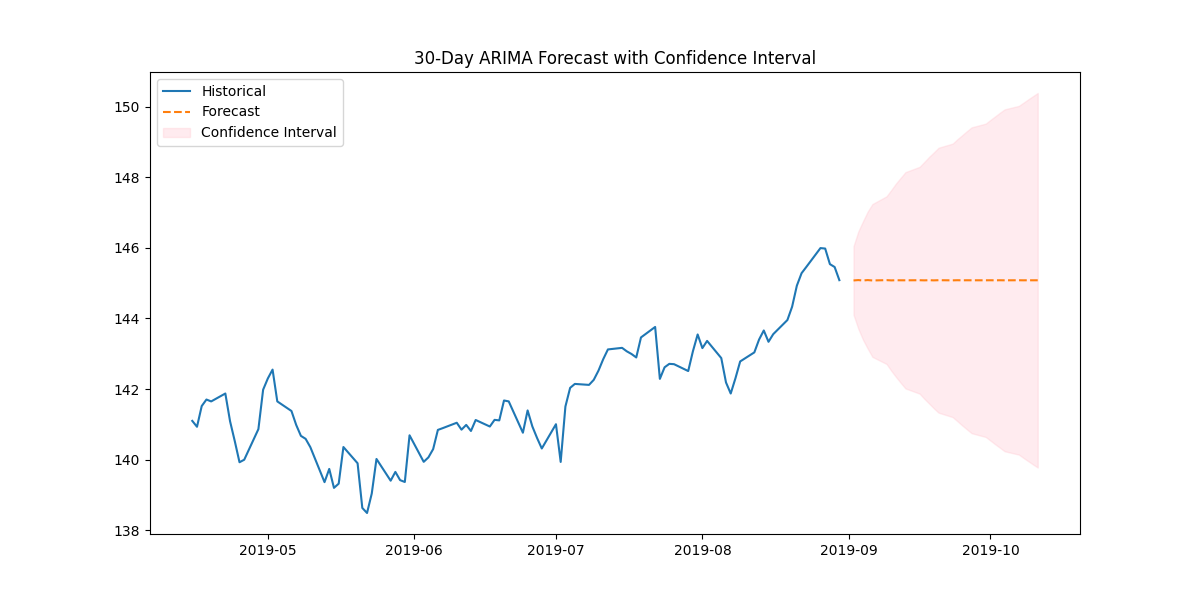 30-Day ARIMA Forecast with Confidence Interval
Historical
Forecast
Confidence Interval
150
148
146
144
142
140
138
2019-05 2019-06 2019-07 2019-08 2019-09 2019-10